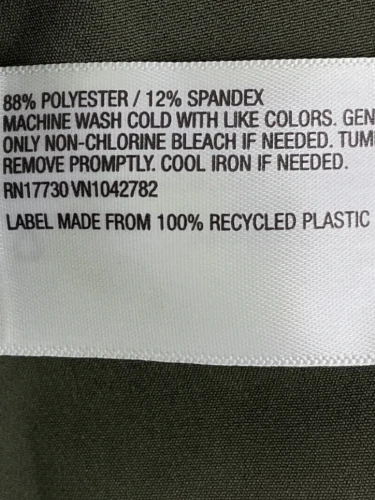 88% POLYESTER / 12% SPANDEX
MACHINE WASH COLD WITH LIKE COLORS. GEN
ONLY NON-CHLORINE BLEACH IF NEEDED. TUM
REMOVE PROMPTLY. COOL IRON IF NEEDED.
RN17730 VN1042782
LABEL MADE FROM 100% RECYCLED PLASTIC